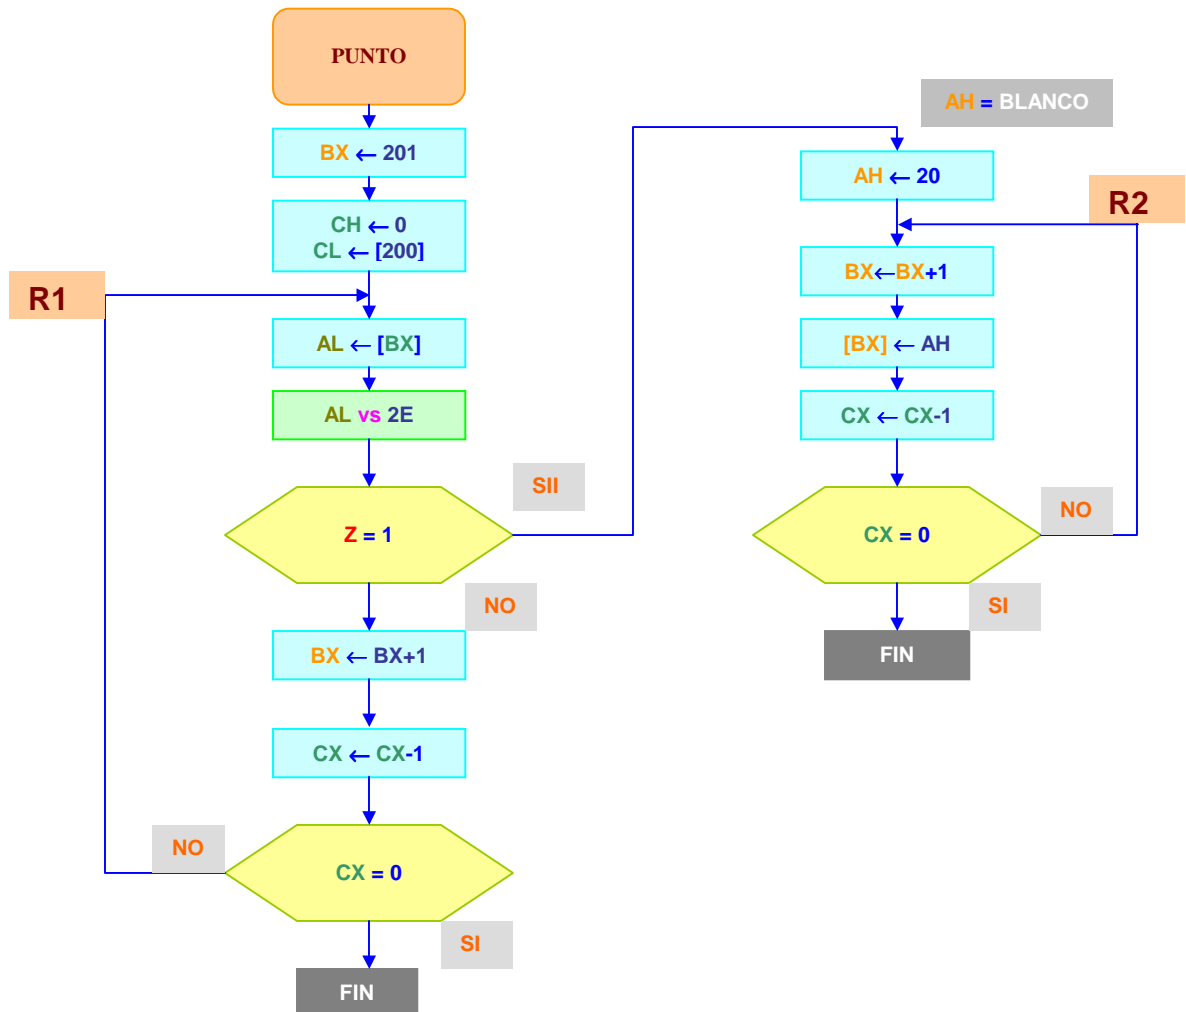 PUNTO
BX ← 201
CH ← 0
CL ← [200]
R1
AL ← [BX]
AL vs 2E
SII
Z = 1
NO
BX ← BX+1
CX ← CX-1
NO
CX = 0
SI
FIN
AH = BLANCO
AH ← 20
R2
BX←BX+1
[BX] ← AH
CX ← CX-1
NO
CX = 0
SI
FIN